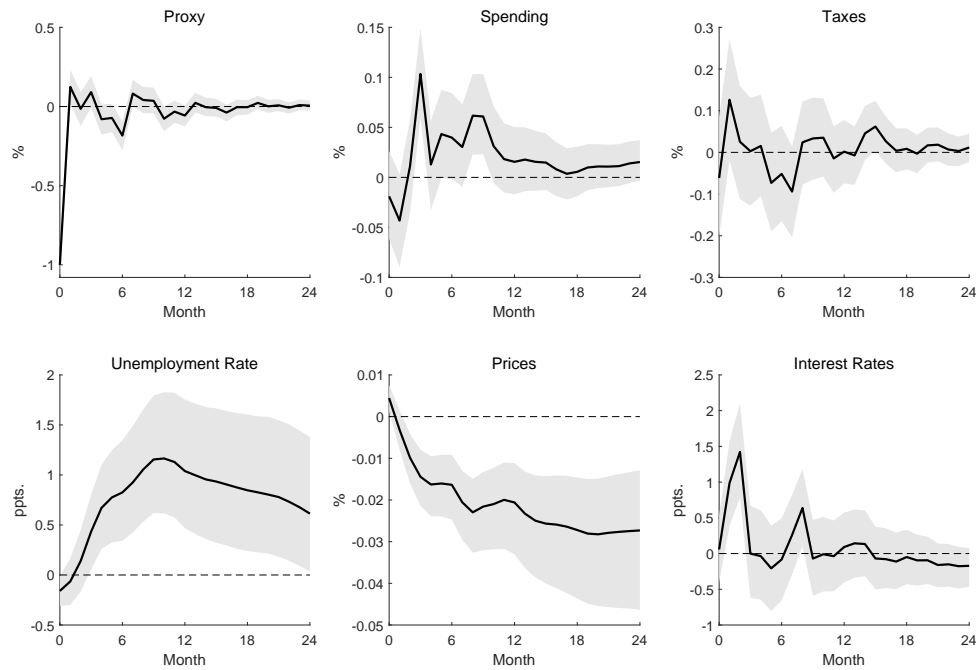 Proxy
0.5
0
-0.5
-1
%
0 6 12 18 24
Month
Spending
0.15
0.1
0.05
0
-0.05
-0.1
%
0 6 12 18 24
Month
Taxes
0.3
0.2
0.1
0
-0.1
-0.2
-0.3
%
0 6 12 18 24
Month
Unemployment Rate
2
1.5
1
0.5
0
-0.5
ppts.
0 6 12 18 24
Month
Prices
0.01
0
-0.01
-0.02
-0.03
-0.04
-0.05
%
0 6 12 18 24
Month
Interest Rates
2.5
2
1.5
1
0.5
0
-0.5
-1
ppts.
0 6 12 18 24
Month